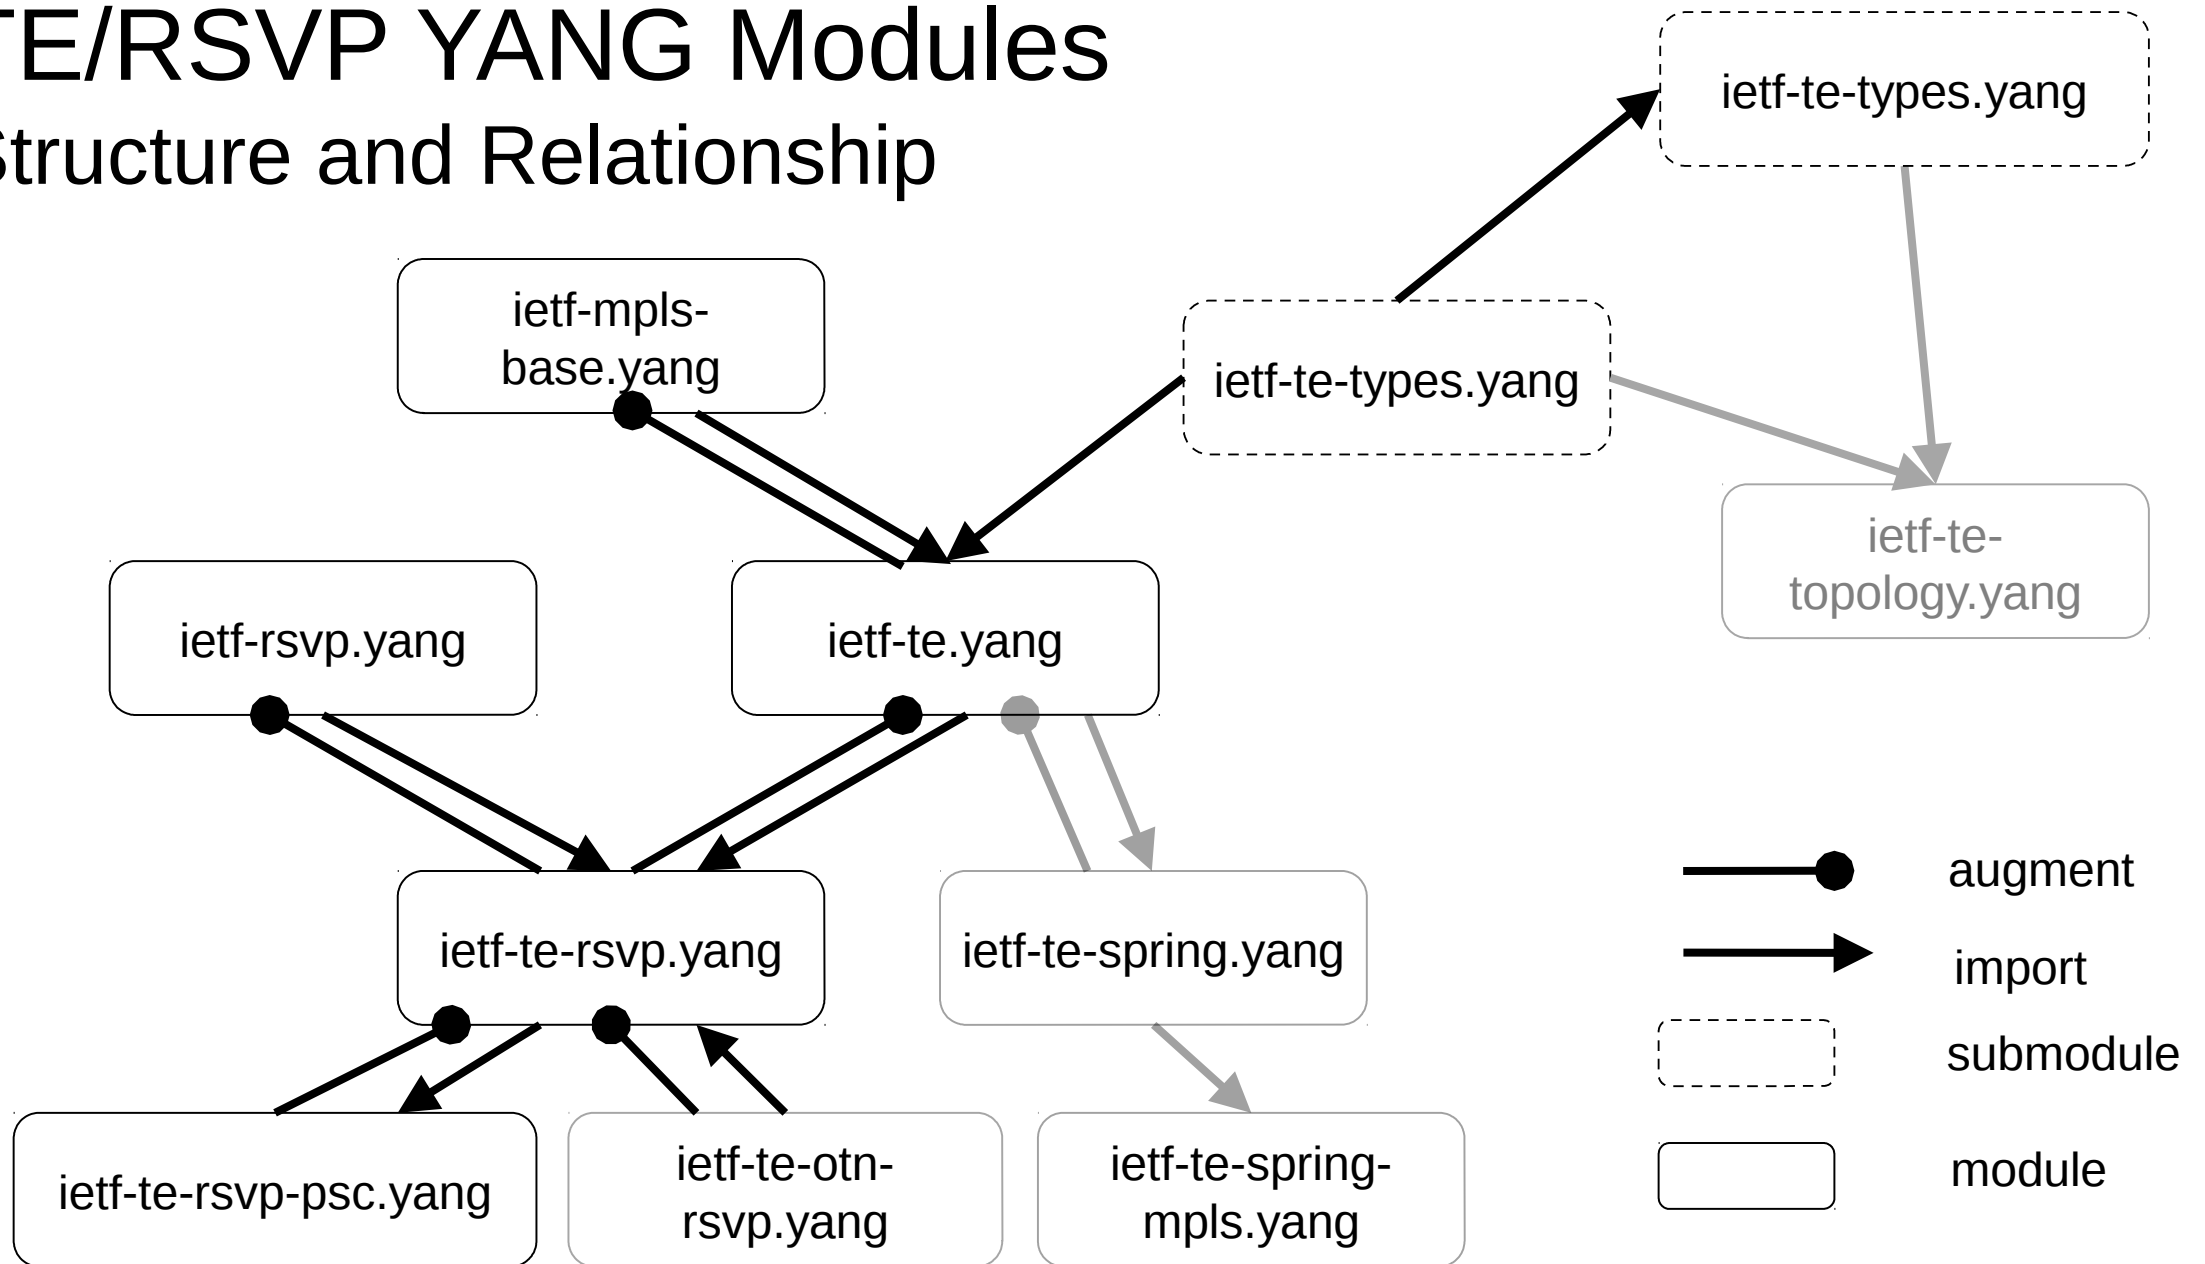 TE/RSVP YANG Modules
Structure and Relationship
ietf-te-types.yang
ietf-mpls-
base.yang
ietf-te-types.yang
ietf-te-
topology.yang
ietf-rsvp.yang
ietf-te.yang
ietf-te-rsvp.yang
ietf-te-spring.yang
augment
import
submodule
module
ietf-te-rsvp-psc.yang
ietf-te-otn-
rsvp.yang
ietf-te-spring-
mpls.yang